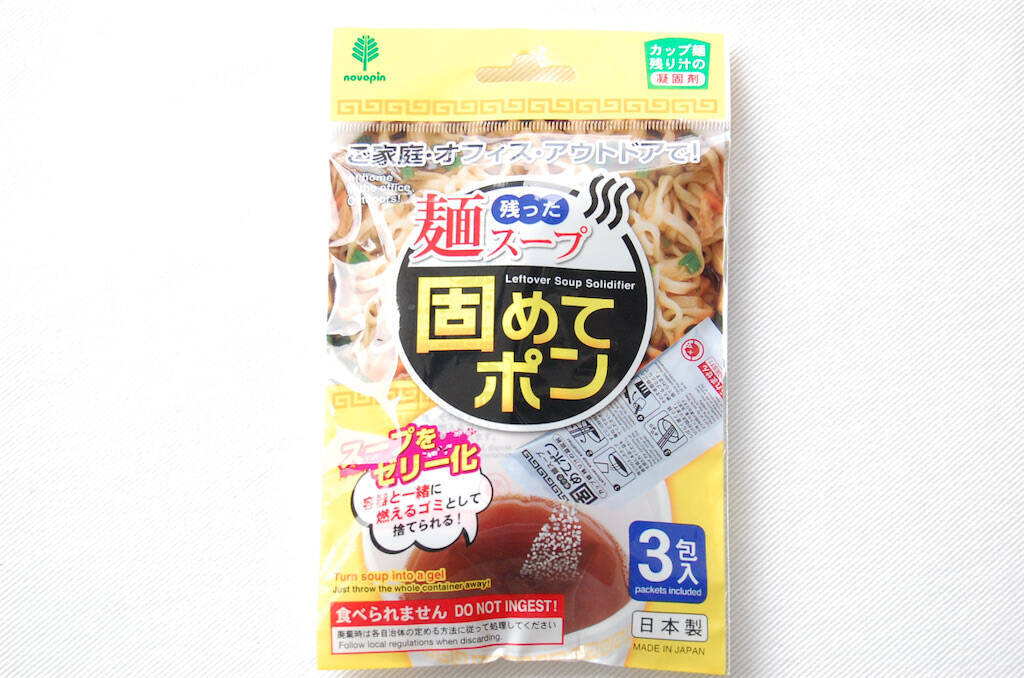 novopin
カップ麺
残り汁の
凝固剤
ご家庭・オフィス・アウトドアで!
At home
In the office
Outdoors!
残った
麺スープ
Leftover Soup Solidifier
固めて
ポン
スープを
ゼリー化
容器と一緒に
燃えるゴミとして
捨てられる!
Turn soup into a gel
Just throw the whole container away!
3包入
packets included
食べられません DO NOT INGEST!
廃棄時は各自治体の定める方法に従って処理してください
Follow local regulations when discarding.
日本製
MADE IN JAPAN
固めてポン